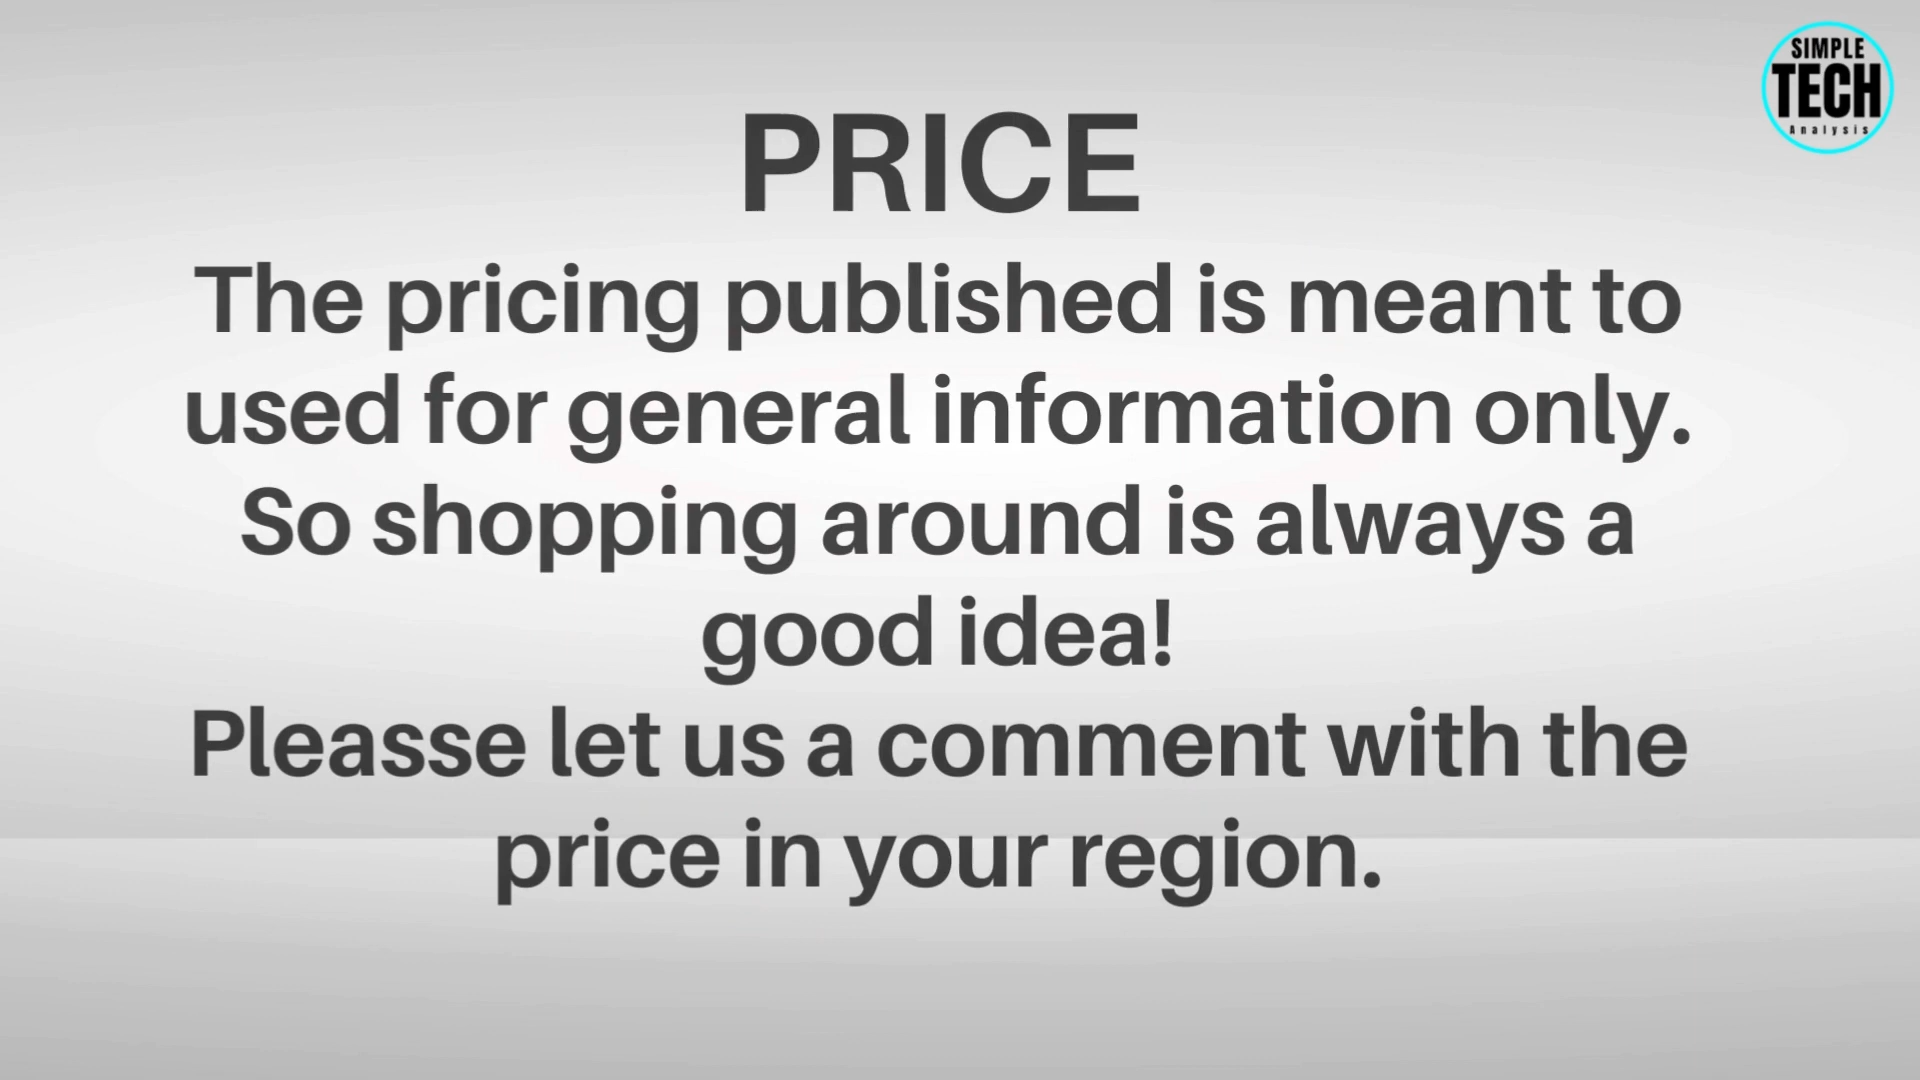 SIMPLE
TECH
Analysis
PRICE
The pricing published is meant to
used for general information only.
So shopping around is always a
good idea!
Pleasse let us a comment with the
price in your region.